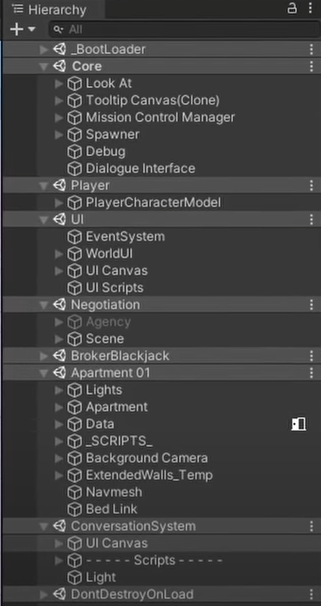 Hierarchy
All
_BootLoader
Core
Look At
Tooltip Canvas(Clone)
Mission Control Manager
Spawner
Debug
Dialogue Interface
Player
PlayerCharacterModel
UI
EventSystem
WorldUI
UI Canvas
UI Scripts
Negotiation
Agency
Scene
BrokerBlackjack
Apartment 01
Lights
Apartment
Data
_SCRIPTS_
Background Camera
ExtendedWalls_Temp
Navmesh
Bed Link
ConversationSystem
UI Canvas
- - - - - Scripts - - - - -
Light
DontDestroyOnLoad